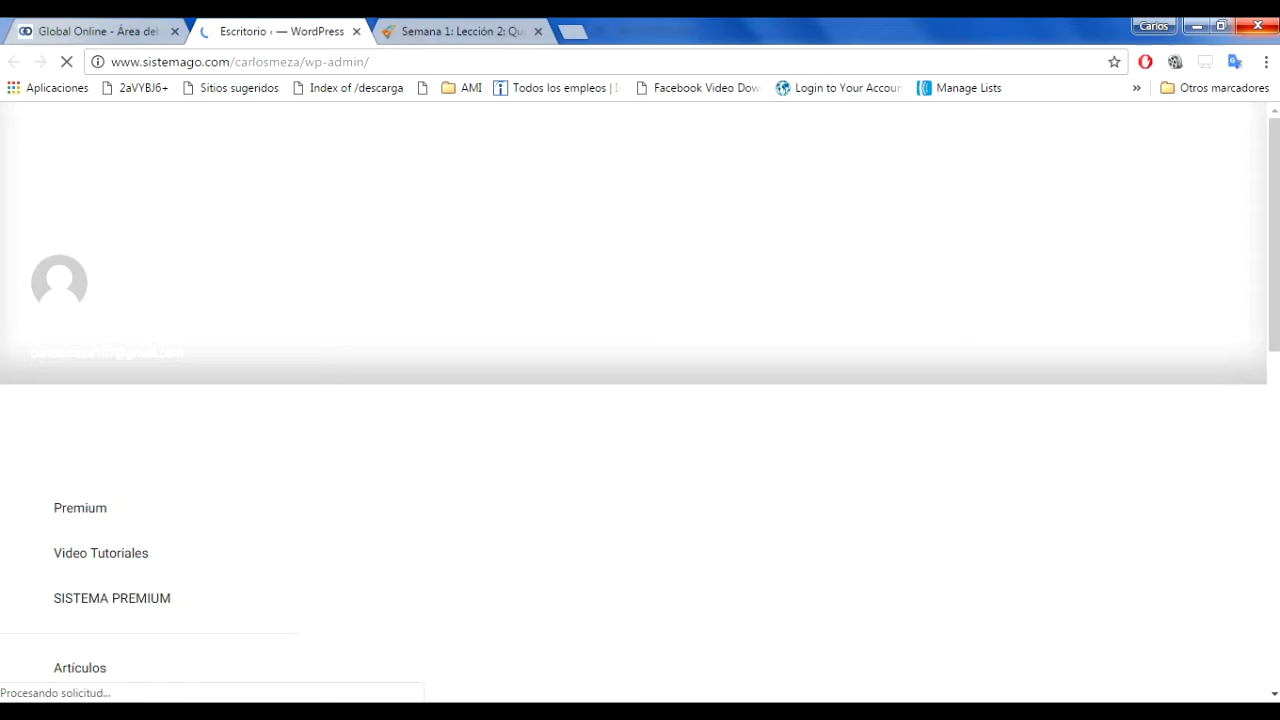 Global Online - Área del
Escritorio ‹ — WordPress
Semana 1: Lección 2: Qu
Carlos
www.sistemago.com/carlosmeza/wp-admin/
Aplicaciones
2aVYBJ6+
Sitios sugeridos
Index of /descarga
AMI
Todos los empleos | I
Facebook Video Dow
Login to Your Accoun
Manage Lists
»
Otros marcadores
Premium
Video Tutoriales
SISTEMA PREMIUM
Artículos
Procesando solicitud...